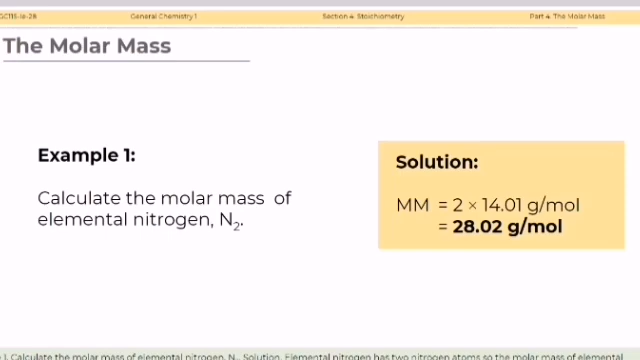 General Chemistry 1
Section 4: Stoichiometry
Part 4: The Molar Mass
The Molar Mass
Example 1:
Calculate the molar mass of
elemental nitrogen, N₂.
Solution:
MM = 2 × 14.01 g/mol
= 28.02 g/mol
1. Calculate the molar mass of elemental nitrogen, N₂. Solution. Elemental nitrogen has two nitrogen atoms so the molar mass of elemental